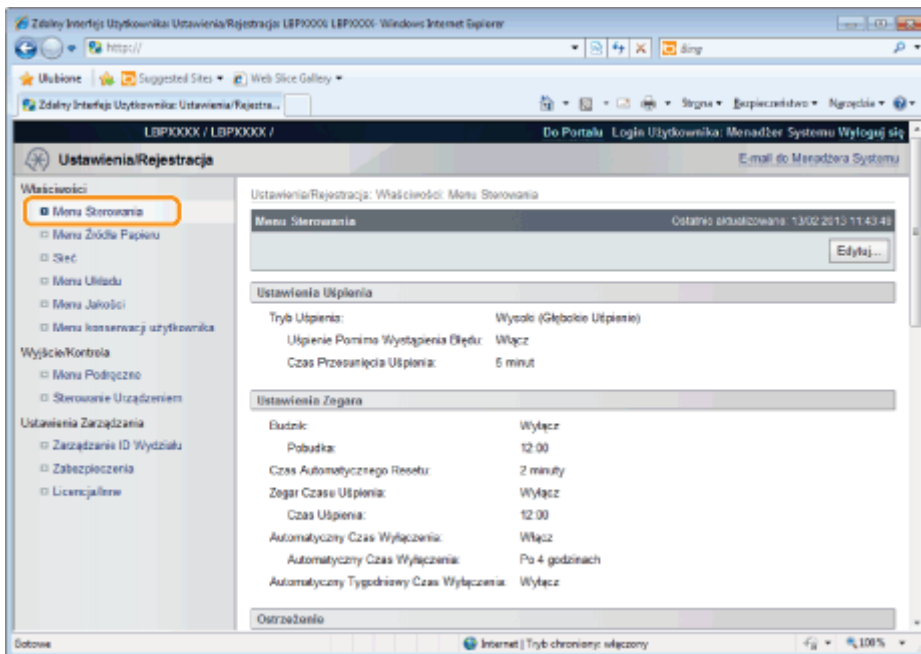 Zdalny Interfejs Użytkownika: Ustawienia/Rejestracja: LBPXXXX: LBPXXXX - Windows Internet Explorer
http://
Bing
Ulubione Suggested Sites Web Slice Gallery
Zdalny Interfejs Użytkownika: Ustawienia/Rejestra...
Strona Bezpieczeństwo Narzędzia
LBPXXXX / LBPXXXX /
Do Portalu Login Użytkownika: Menadżer Systemu Wyloguj się
Ustawienia/Rejestracja
E-mail do Menadżera Systemu
Właściwości
Menu Sterowania
Menu Źródła Papieru
Sieć
Menu Układu
Menu Jakości
Menu konserwacji użytkownika
Wyjście/Kontrola
Menu Podręczne
Sterowanie Urządzeniem
Ustawienia Zarządzania
Zarządzanie ID Wydziału
Zabezpieczenia
Licencja/Inne
Ustawienia/Rejestracja: Właściwości: Menu Sterowania
Menu Sterowania
Ostatnio aktualizowano: 13/02 2013 11:43:49
Edytuj...
Ustawienia Uśpienia
Tryb Uśpienia: Wysoki (Głębokie Uśpienie)
Uśpienie Pomimo Wystąpienia Błędu: Włącz
Czas Przesunięcia Uśpienia: 5 minut
Ustawienia Zegara
Budzik: Wyłącz
Pobudka: 12:00
Czas Automatycznego Resetu: 2 minuty
Zegar Czasu Uśpienia: Wyłącz
Czas Uśpienia: 12:00
Automatyczny Czas Wyłączenia: Włącz
Automatyczny Czas Wyłączenia: Po 4 godzinach
Automatyczny Tygodniowy Czas Wyłączenia: Wyłącz
Ostrzeżenie
Gotowe
Internet | Tryb chroniony: włączony
100%